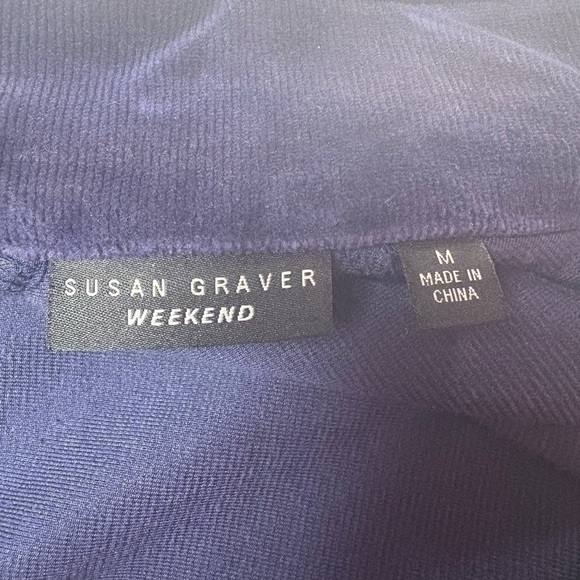 SUSAN GRAVER
WEEKEND
M
MADE IN
CHINA